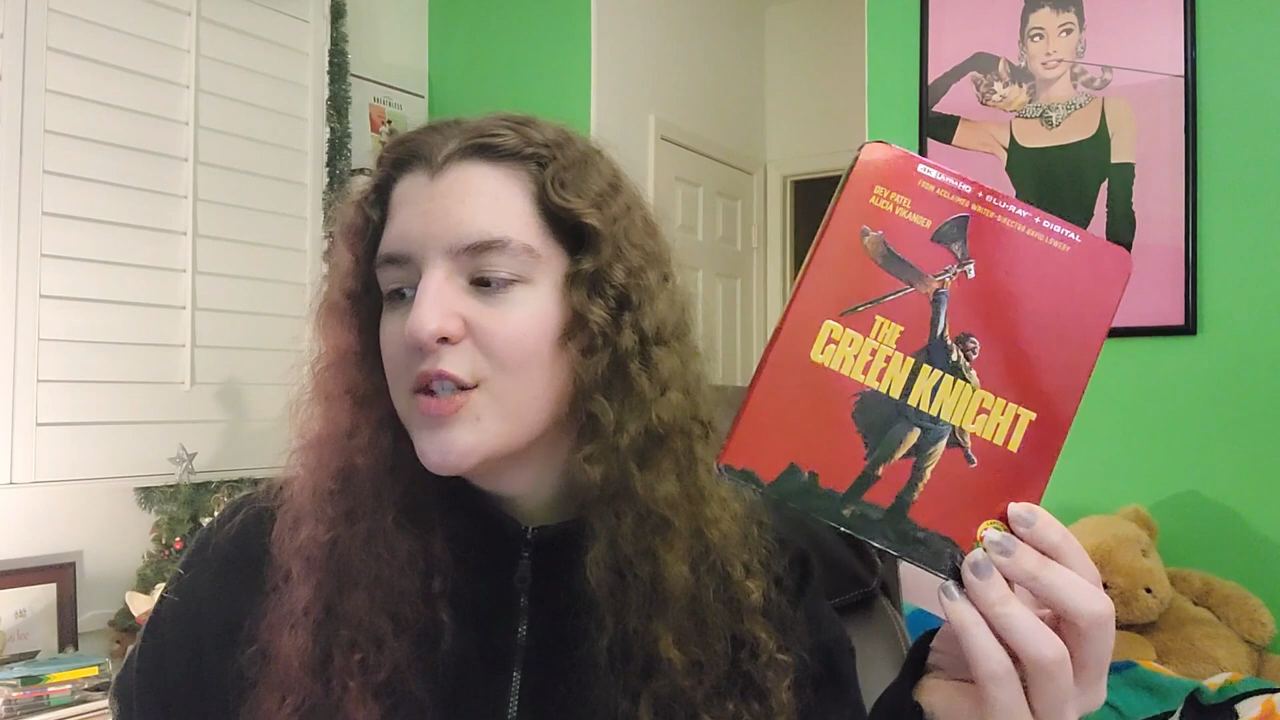 BREATHLESS
4K ULTRA HD + BLU-RAY + DIGITAL
FROM ACCLAIMED WRITER-DIRECTOR DAVID LOWERY
DEV PATEL
ALICIA VIKANDER
THE
GREEN KNIGHT